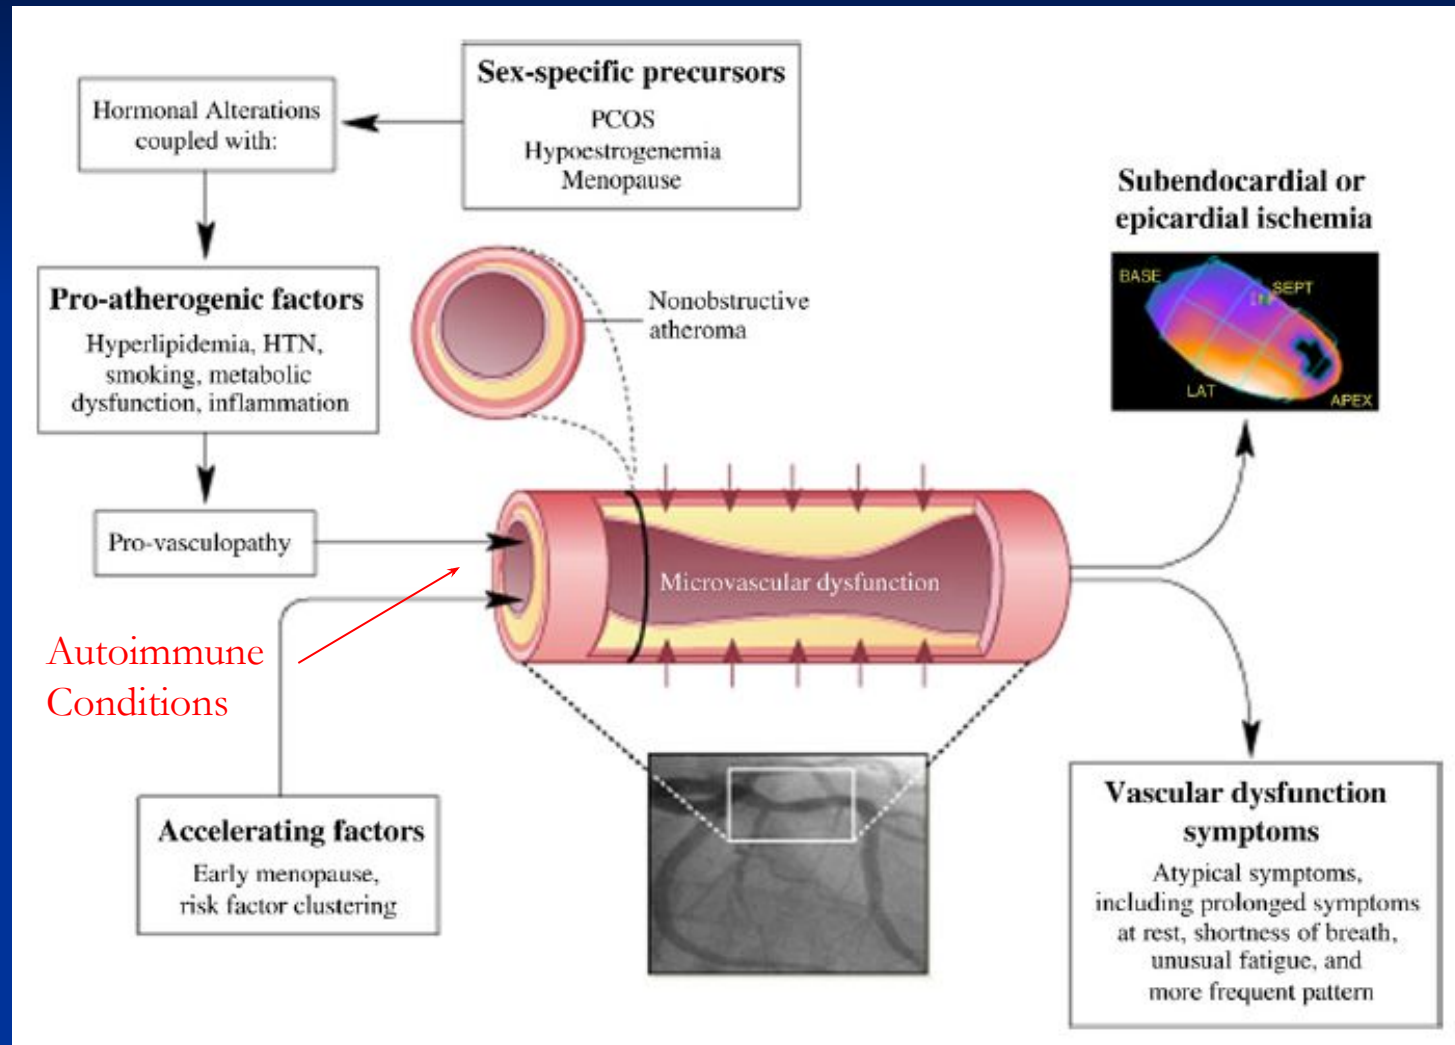 Sex-specific precursors
PCOS
Hypoestrogenemia
Menopause
Hormonal Alterations
coupled with:
Pro-atherogenic factors
Hyperlipidemia, HTN,
smoking, metabolic
dysfunction, inflammation
Pro-vasculopathy
Autoimmune
Conditions
Accelerating factors
Early menopause,
risk factor clustering
Nonobstructive
atheroma
Microvascular dysfunction
Subendocardial or
epicardial ischemia
BASE
INF
SEPT
LAT
APEX
Vascular dysfunction
symptoms
Atypical symptoms,
including prolonged symptoms
at rest, shortness of breath,
unusual fatigue, and
more frequent pattern